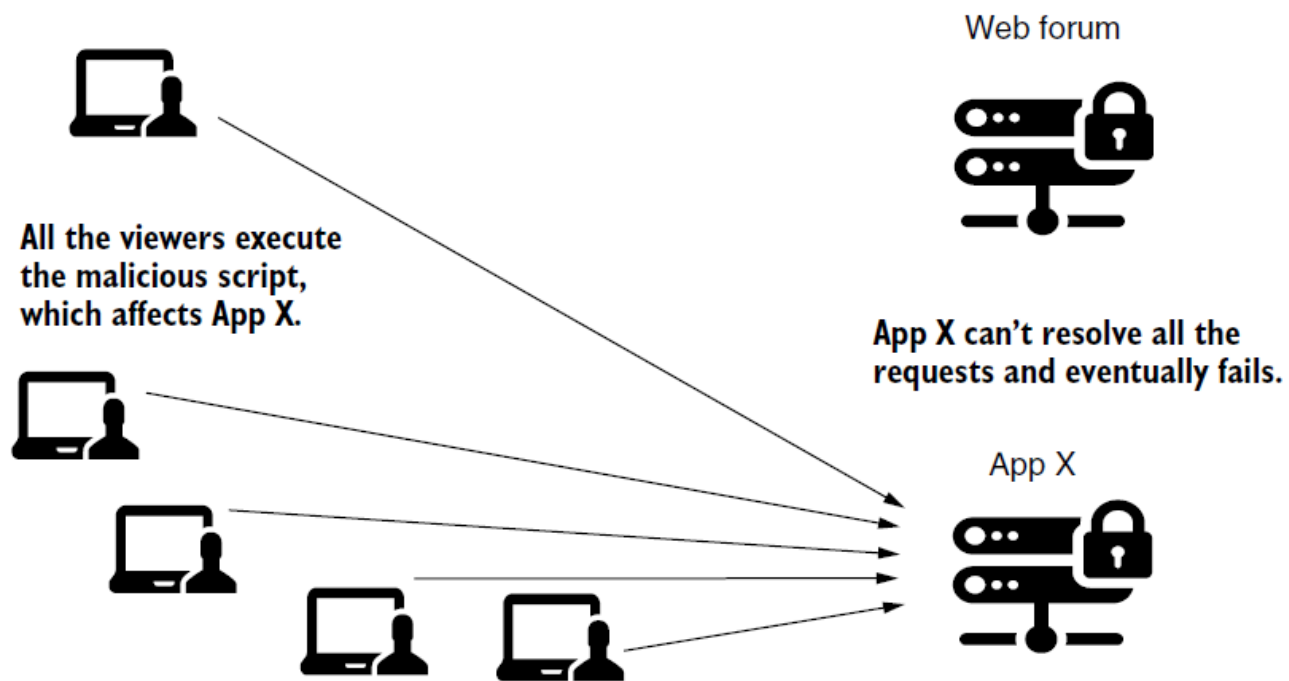 Web forum
All the viewers execute
the malicious script,
which affects App X.
App X can’t resolve all the
requests and eventually fails.
App X